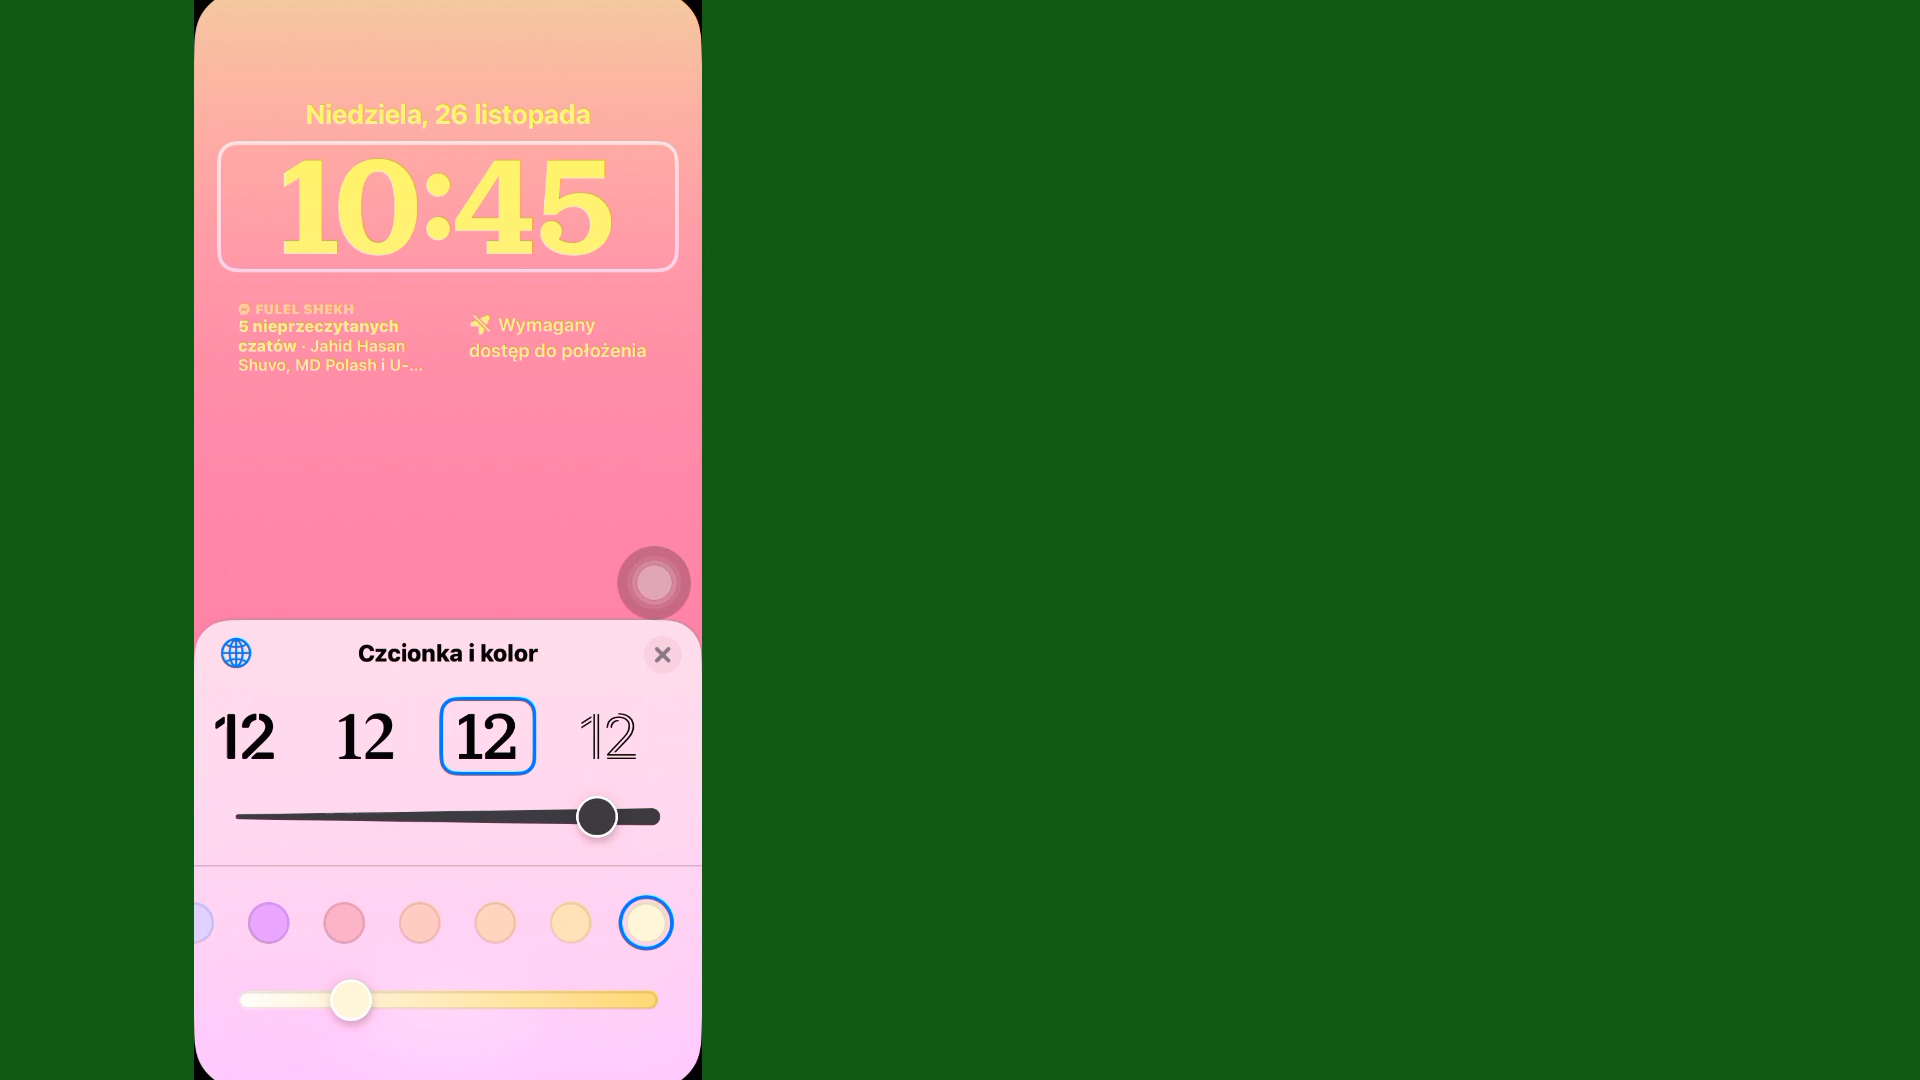 Niedziela, 26 listopada
10:45
FULEL SHEKH
5 nieprzeczytanych
czatów · Jahid Hasan
Shuvo, MD Polash i U-...
Wymagany
dostęp do położenia
Czcionka i kolor
12 12 12 12